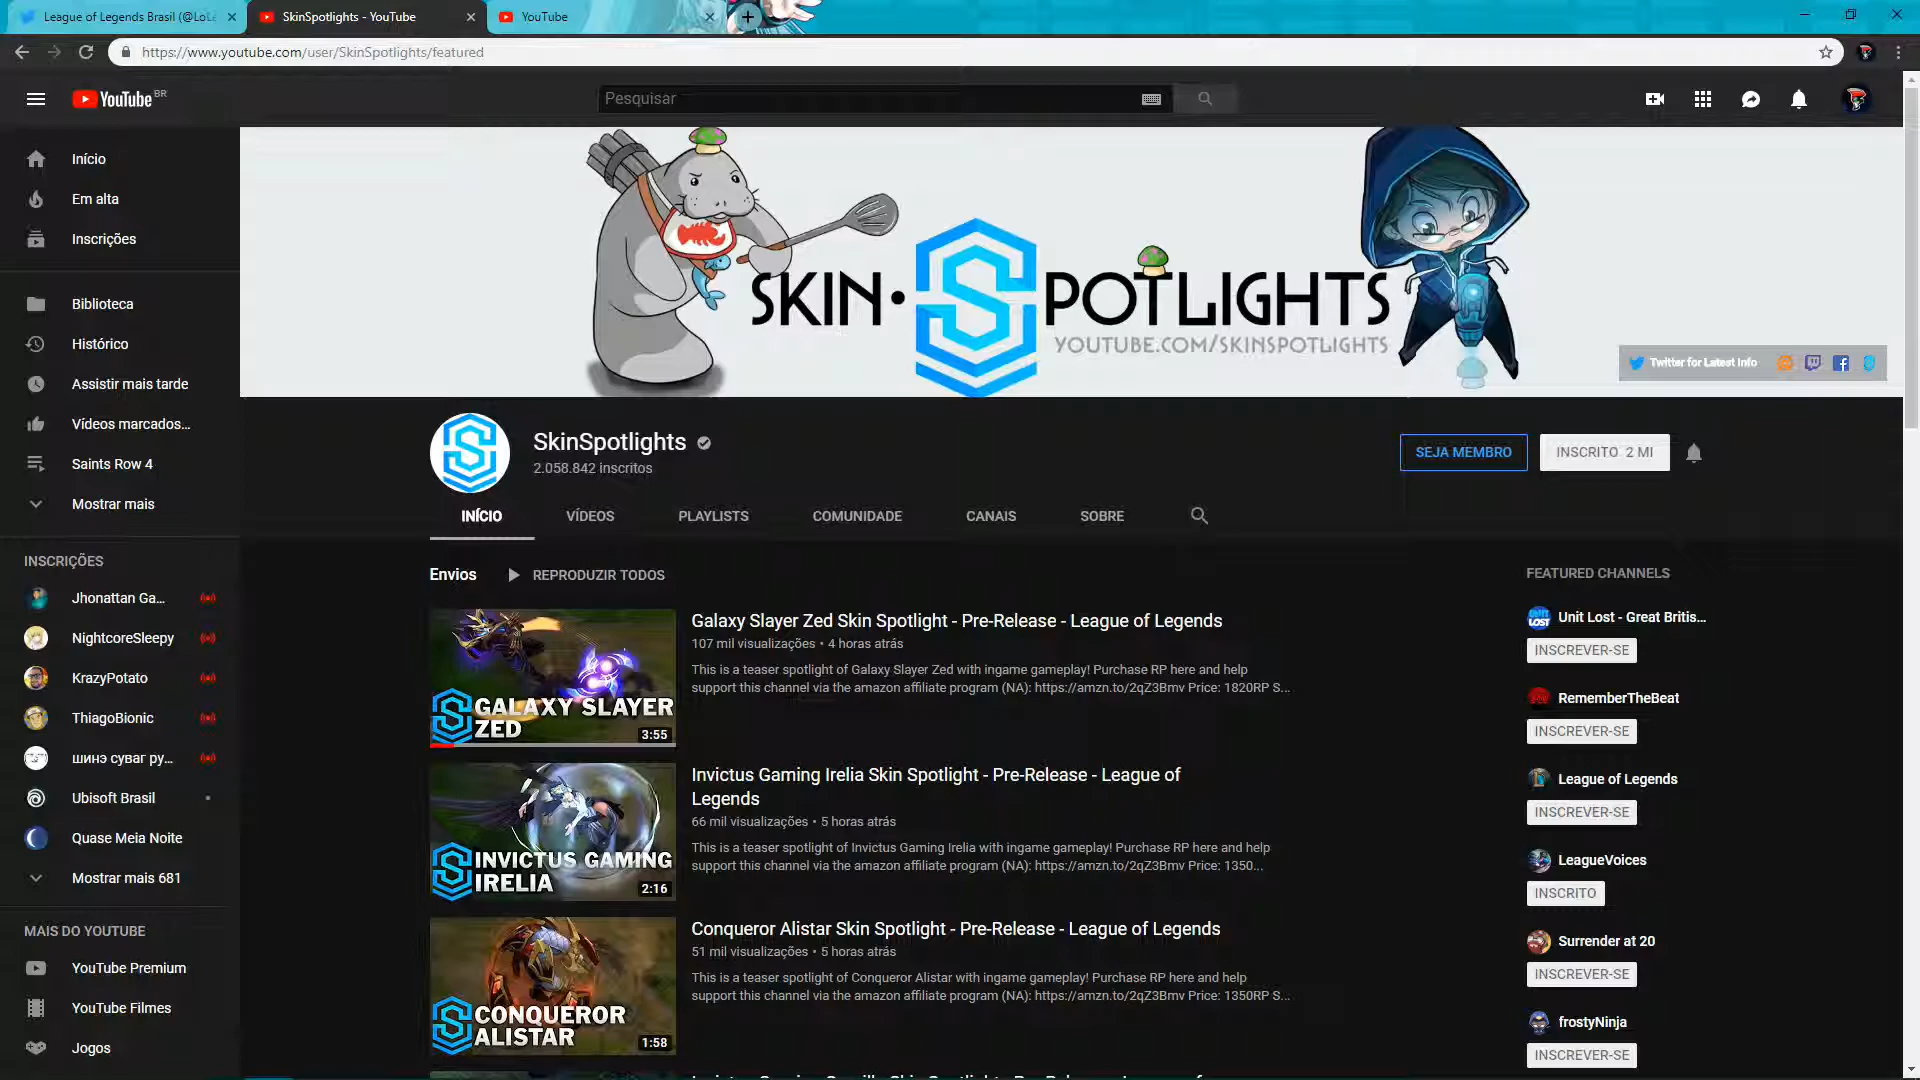 League of Legends Brasil (@LoL
SkinSpotlights - YouTube
YouTube
https://www.youtube.com/user/SkinSpotlights/featured
YouTube BR
Pesquisar
Início
Em alta
Inscrições
Biblioteca
Histórico
Assistir mais tarde
Vídeos marcados...
Saints Row 4
Mostrar mais
INSCRIÇÕES
Jhonattan Ga...
NightcoreSleepy
KrazyPotato
ThiagoBionic
шинэ суваг ру...
Ubisoft Brasil
Quase Meia Noite
Mostrar mais 681
MAIS DO YOUTUBE
YouTube Premium
YouTube Filmes
Jogos
SKIN·SPOTLIGHTS
YOUTUBE.COM/SKINSPOTLIGHTS
Twitter for Latest Info
SkinSpotlights
2.058.842 inscritos
SEJA MEMBRO
INSCRITO 2 MI
INÍCIO
VÍDEOS
PLAYLISTS
COMUNIDADE
CANAIS
SOBRE
Envios
REPRODUZIR TODOS
GALAXY SLAYER
ZED
3:55
Galaxy Slayer Zed Skin Spotlight - Pre-Release - League of Legends
107 mil visualizações • 4 horas atrás
This is a teaser spotlight of Galaxy Slayer Zed with ingame gameplay! Purchase RP here and help
support this channel via the amazon affiliate program (NA): https://amzn.to/2qZ3Bmv Price: 1820RP S...
INVICTUS GAMING
IRELIA
2:16
Invictus Gaming Irelia Skin Spotlight - Pre-Release - League of
Legends
66 mil visualizações • 5 horas atrás
This is a teaser spotlight of Invictus Gaming Irelia with ingame gameplay! Purchase RP here and help
support this channel via the amazon affiliate program (NA): https://amzn.to/2qZ3Bmv Price: 1350...
CONQUEROR
ALISTAR
1:58
Conqueror Alistar Skin Spotlight - Pre-Release - League of Legends
51 mil visualizações • 5 horas atrás
This is a teaser spotlight of Conqueror Alistar with ingame gameplay! Purchase RP here and help
support this channel via the amazon affiliate program (NA): https://amzn.to/2qZ3Bmv Price: 1350RP S...
FEATURED CHANNELS
Unit Lost - Great Britis...
INSCREVER-SE
RememberTheBeat
INSCREVER-SE
League of Legends
INSCREVER-SE
LeagueVoices
INSCRITO
Surrender at 20
INSCREVER-SE
frostyNinja
INSCREVER-SE